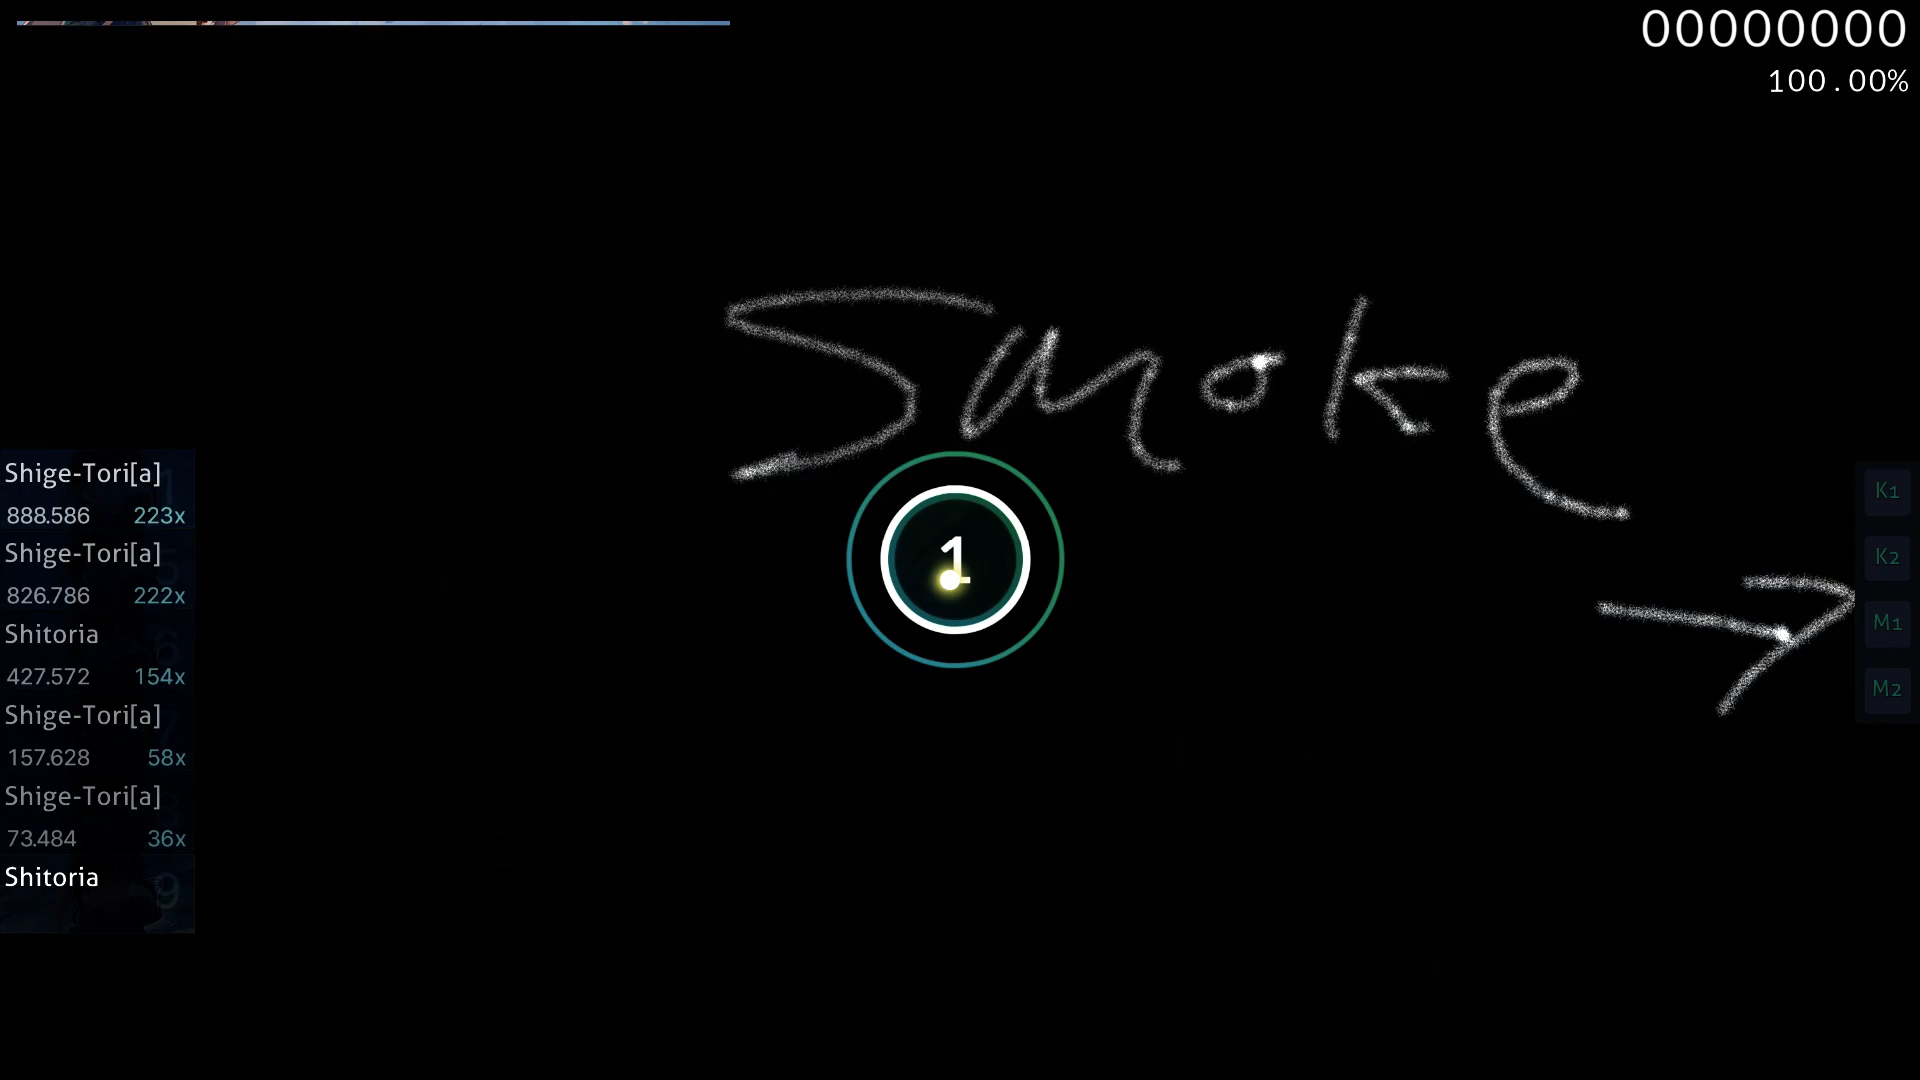 00000000
100.00%
Smoke
1
Shige-Tori[a]
888.586 223x
Shige-Tori[a]
826.786 222x
Shitoria
427.572 154x
Shige-Tori[a]
157.628 58x
Shige-Tori[a]
73.484 36x
Shitoria
9
K1
K2
M1
M2